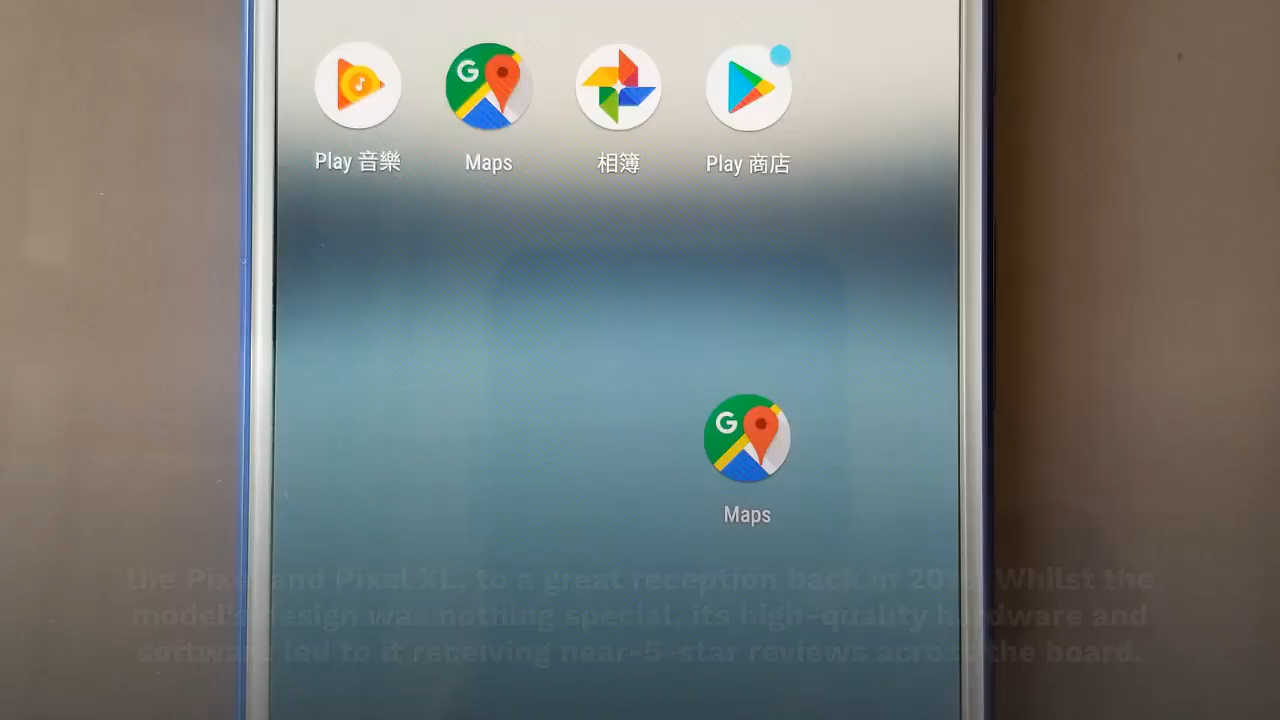 Play 音樂
Maps
相簿
Play 商店
G
G
Maps
the Pixel and Pixel XL, to a great reception back in Whilst the
model's design was nothing special, its high-quality hardware and
software led to it receiving near-5-star reviews across the board.